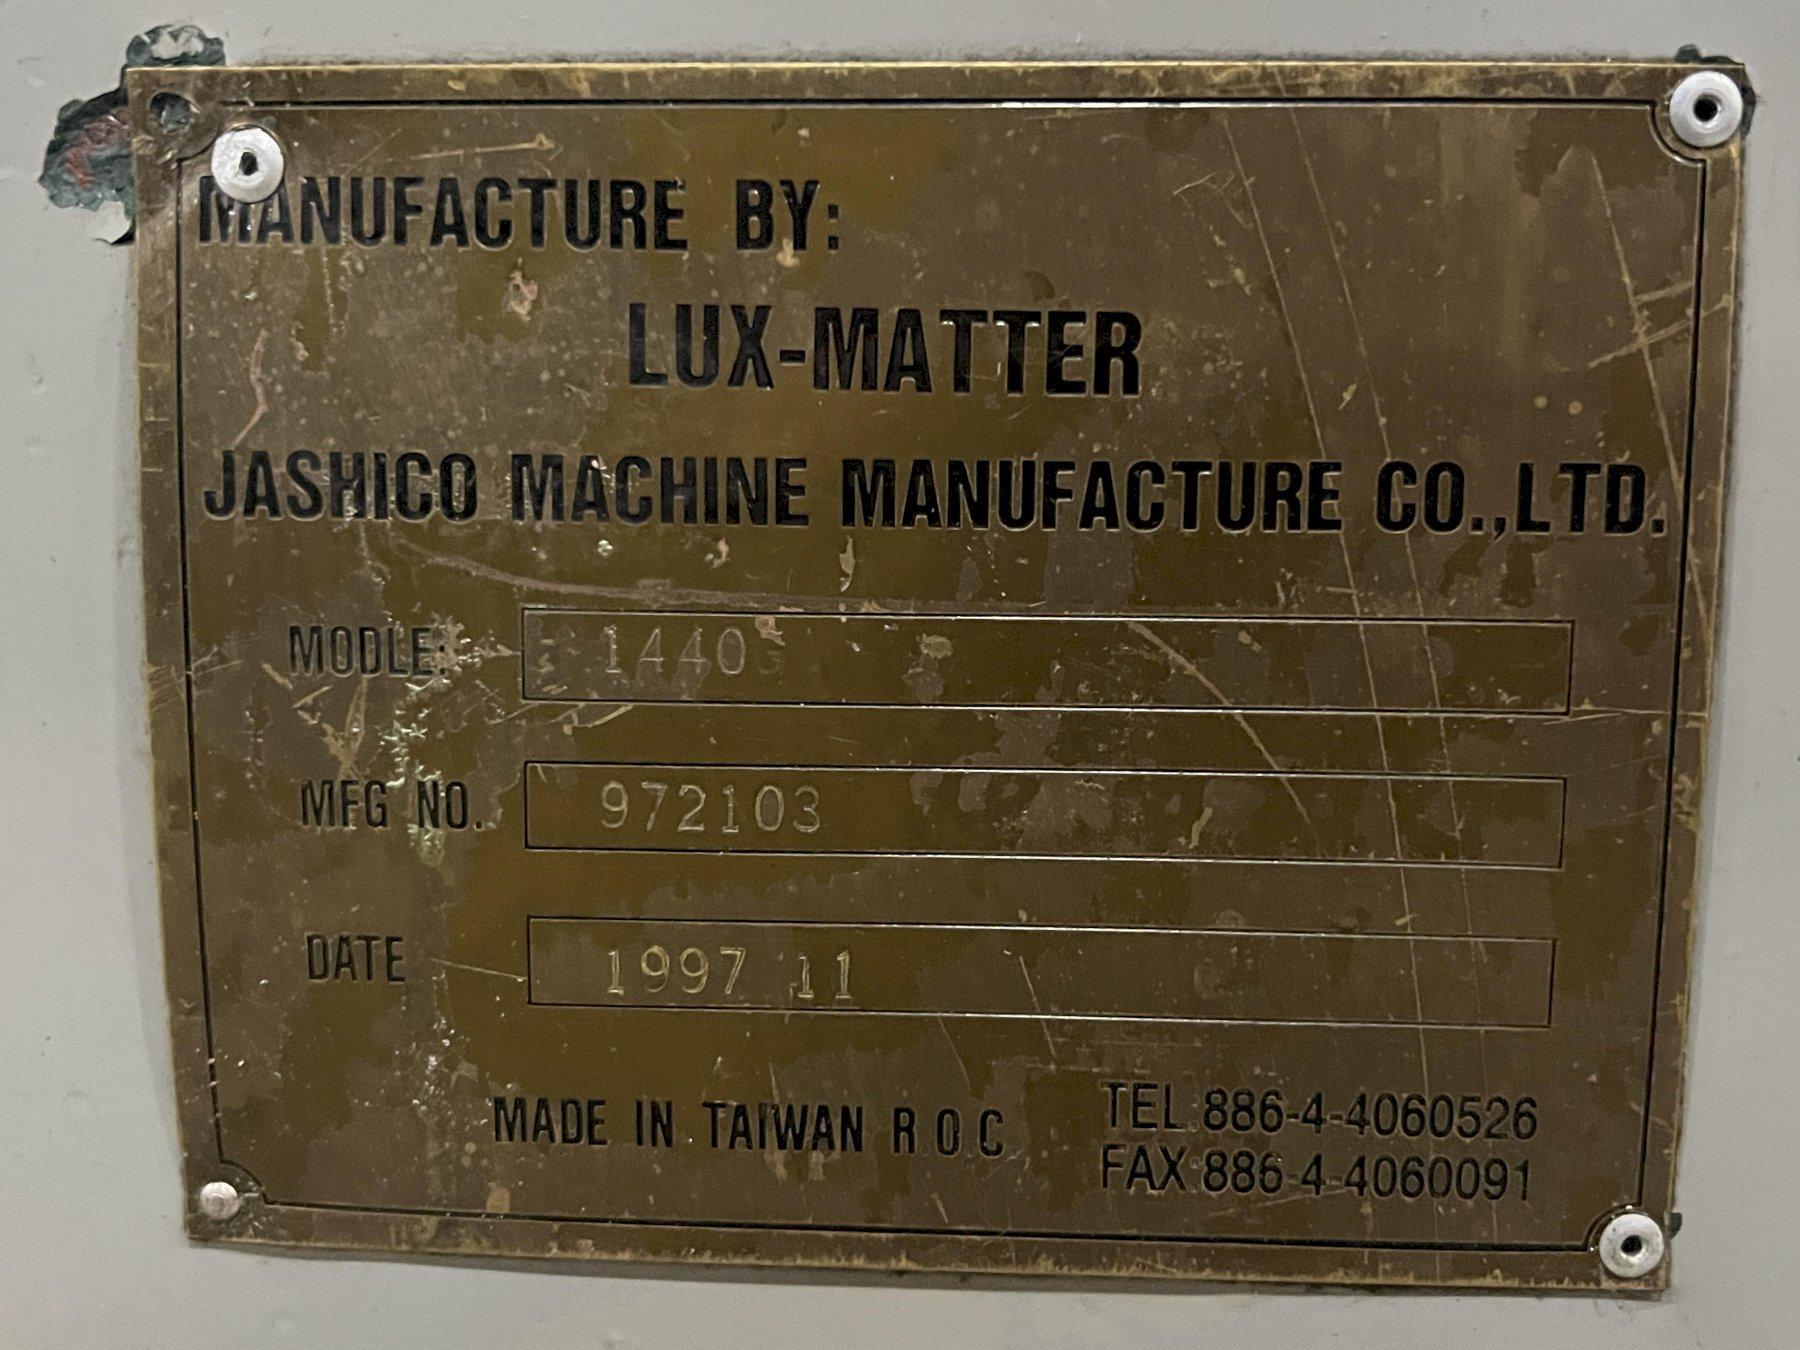 MANUFACTURE BY:
LUX-MATTER
JASHICO MACHINE MANUFACTURE CO.,LTD.
MODLE: 1440G
MFG NO. 972103
DATE 1997 11
MADE IN TAIWAN R.O.C
TEL:886-4-4060526
FAX:886-4-4060091